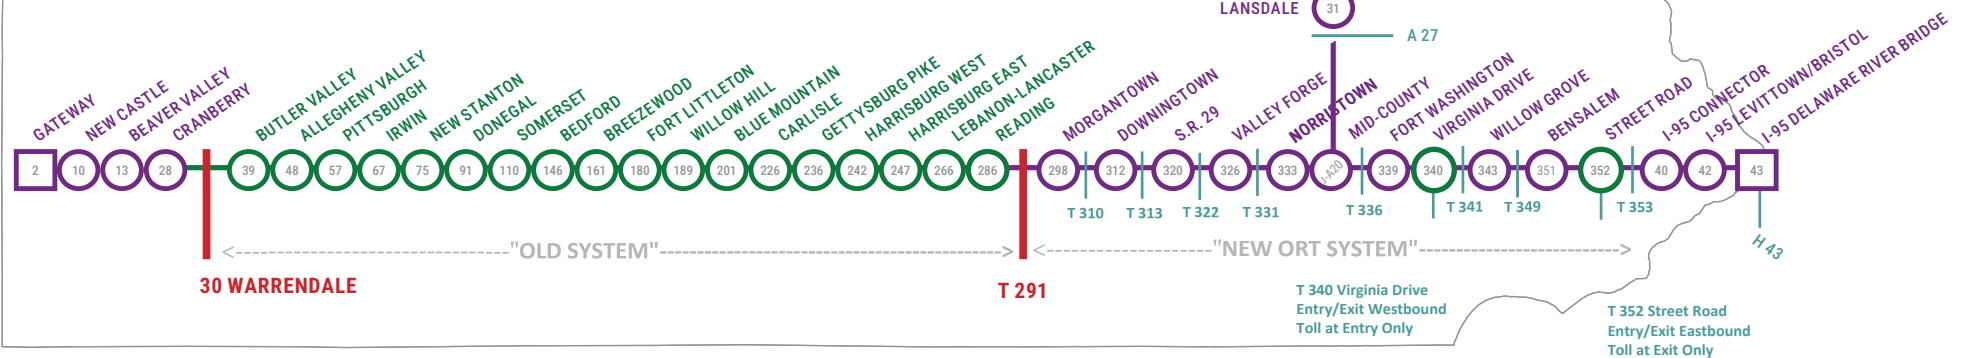 LANSDALE
31
A 27
GATEWAY
NEW CASTLE
BEAVER VALLEY
CRANBERRY
BUTLER VALLEY
ALLEGHENY VALLEY
PITTSBURGH
IRWIN
NEW STANTON
DONEGAL
SOMERSET
BEDFORD
BREEZEWOOD
FORT LITTLETON
WILLOW HILL
BLUE MOUNTAIN
CARLISLE
GETTYSBURG PIKE
HARRISBURG WEST
HARRISBURG EAST
LEBANON-LANCASTER
READING
MORGANTOWN
DOWNINGTOWN
S.R. 29
VALLEY FORGE
NORRISTOWN
MID-COUNTY
FORT WASHINGTON
VIRGINIA DRIVE
WILLOW GROVE
BENSALEM
STREET ROAD
I-95 CONNECTOR
I-95 LEVITTOWN/BRISTOL
I-95 DELAWARE RIVER BRIDGE
2 10 13 28 39 48 57 67 75 91 110 146 161 180 189 201 226 236 242 247 266 286 298 312 320 326 333 I-A20 339 340 343 351 352 40 42 43
T 310 T 313 T 322 T 331 T 336 T 341 T 349 T 353
H 43
<--------------------"OLD SYSTEM"-------------------->
<--------------------"NEW ORT SYSTEM"-------------------->
30 WARRENDALE
T 291
T 340 Virginia Drive
Entry/Exit Westbound
Toll at Entry Only
T 352 Street Road
Entry/Exit Eastbound
Toll at Exit Only